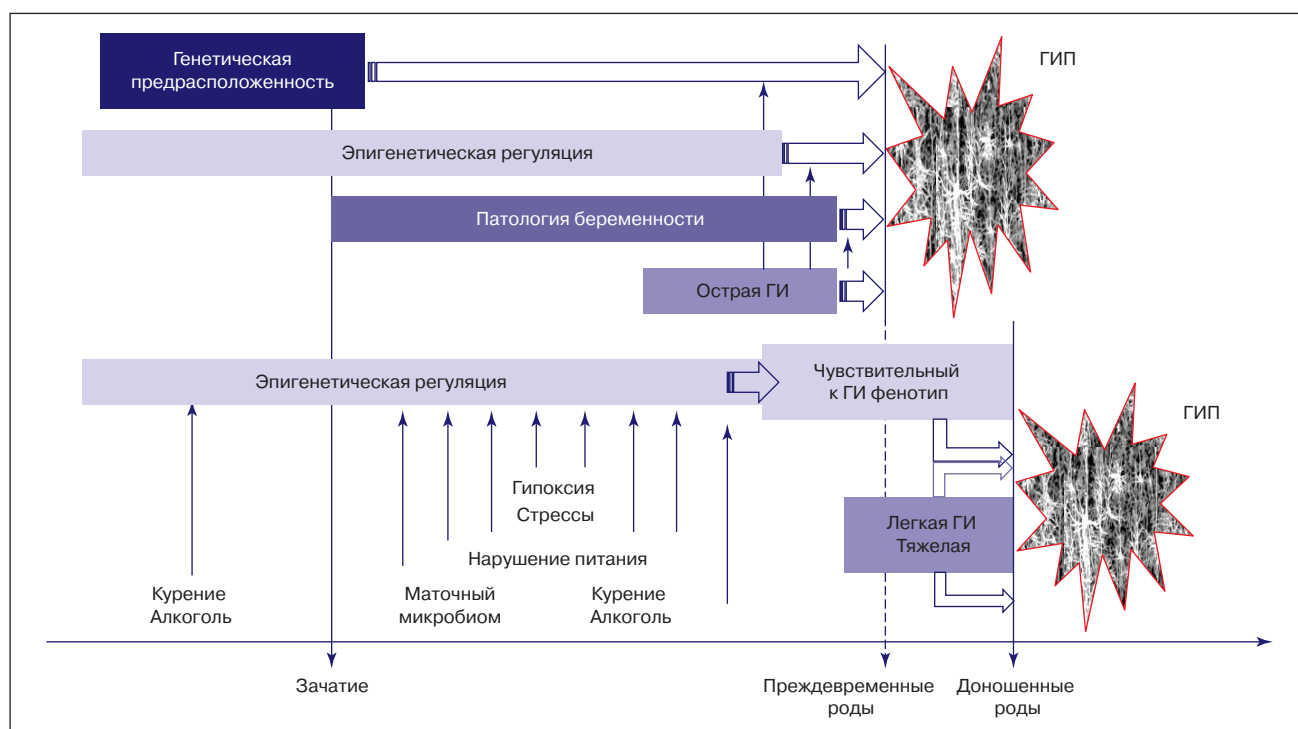 Генетическая
предрасположенность
ГИП
Эпигенетическая регуляция
Патология беременности
Острая ГИ
Эпигенетическая регуляция
Чувствительный
к ГИ фенотип
ГИП
Гипоксия
Стрессы
Легкая ГИ
Тяжелая
Нарушение питания
Курение
Алкоголь
Маточный
микробиом
Курение
Алкоголь
Зачатие
Преждевременные
роды
Доношенные
роды